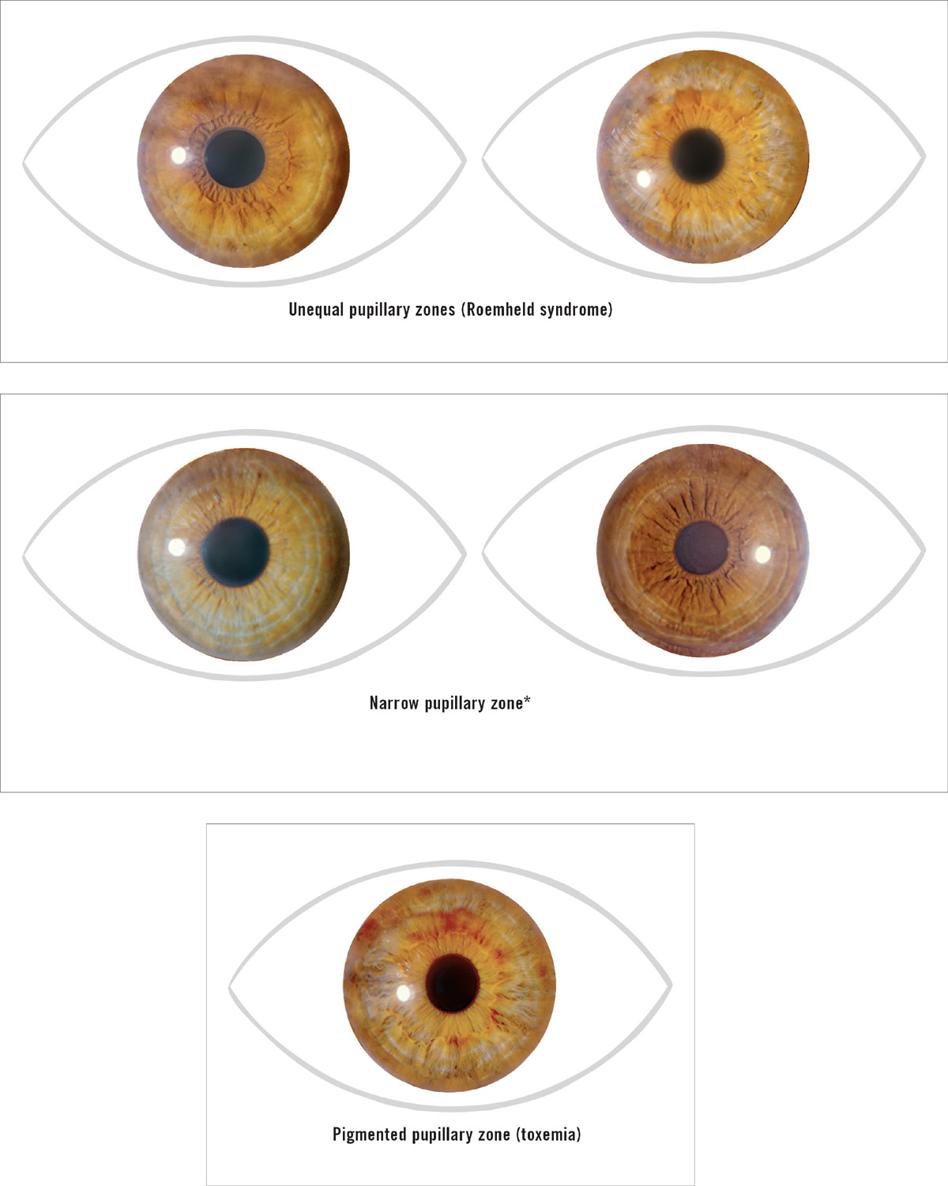 Unequal pupillary zones (Roemheld syndrome)
Narrow pupillary zone*
Pigmented pupillary zone (toxemia)